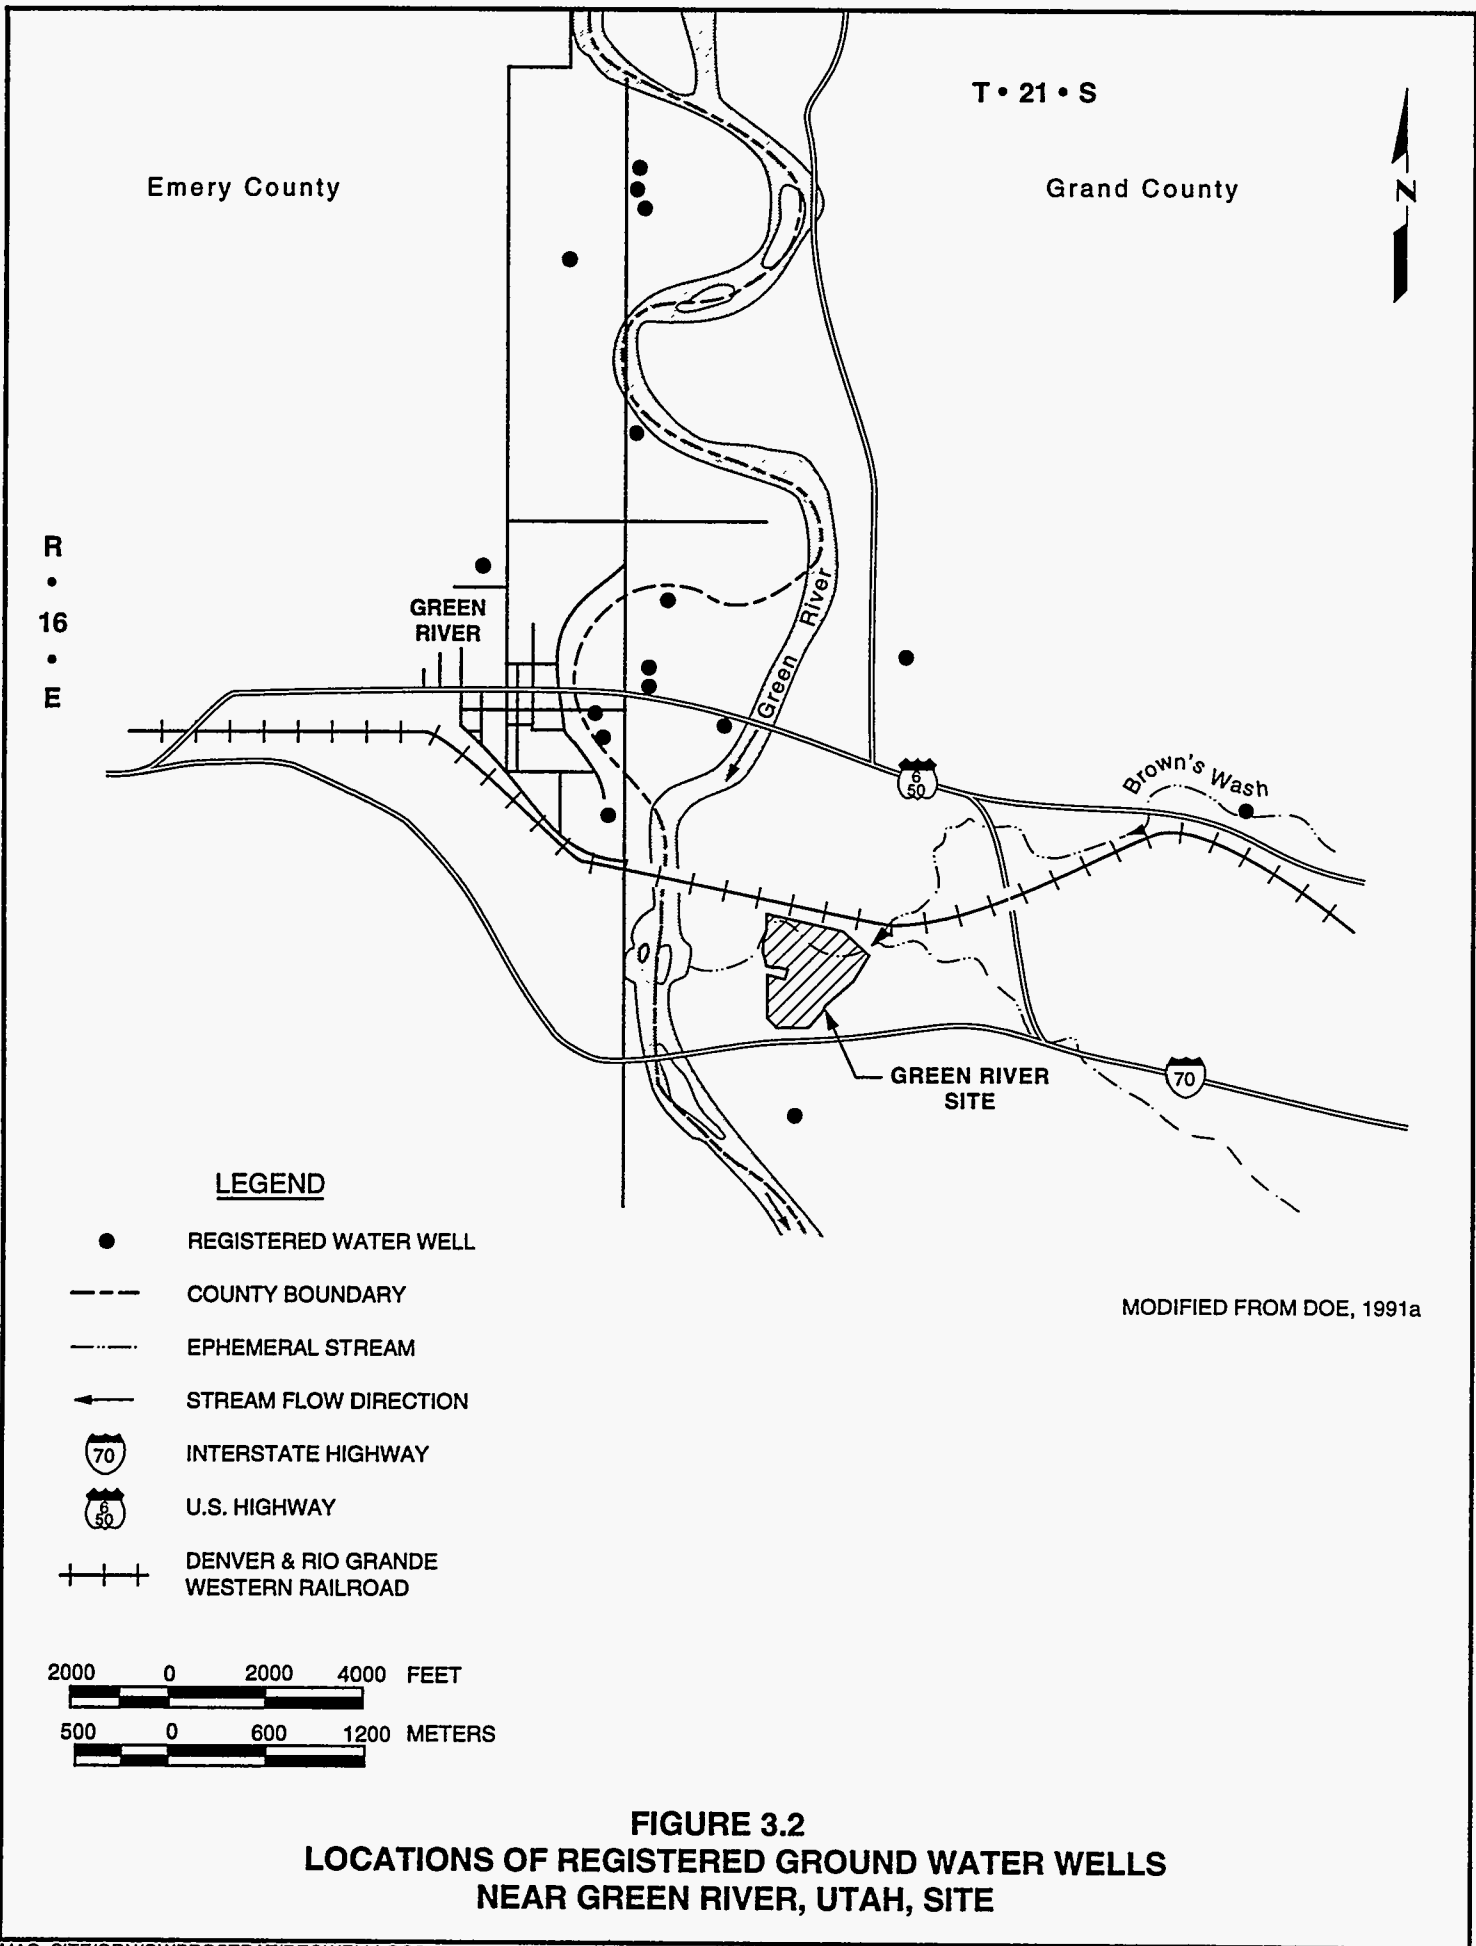 T • 21 • S
Emery County
Grand County
N
R
•
16
•
E
GREEN
RIVER
Green River
6
50
Brown's Wash
GREEN RIVER
SITE
70
LEGEND
REGISTERED WATER WELL
COUNTY BOUNDARY
EPHEMERAL STREAM
STREAM FLOW DIRECTION
70 INTERSTATE HIGHWAY
6
50 U.S. HIGHWAY
DENVER & RIO GRANDE
WESTERN RAILROAD
MODIFIED FROM DOE, 1991a
2000 0 2000 4000 FEET
500 0 600 1200 METERS
FIGURE 3.2
LOCATIONS OF REGISTERED GROUND WATER WELLS
NEAR GREEN RIVER, UTAH, SITE